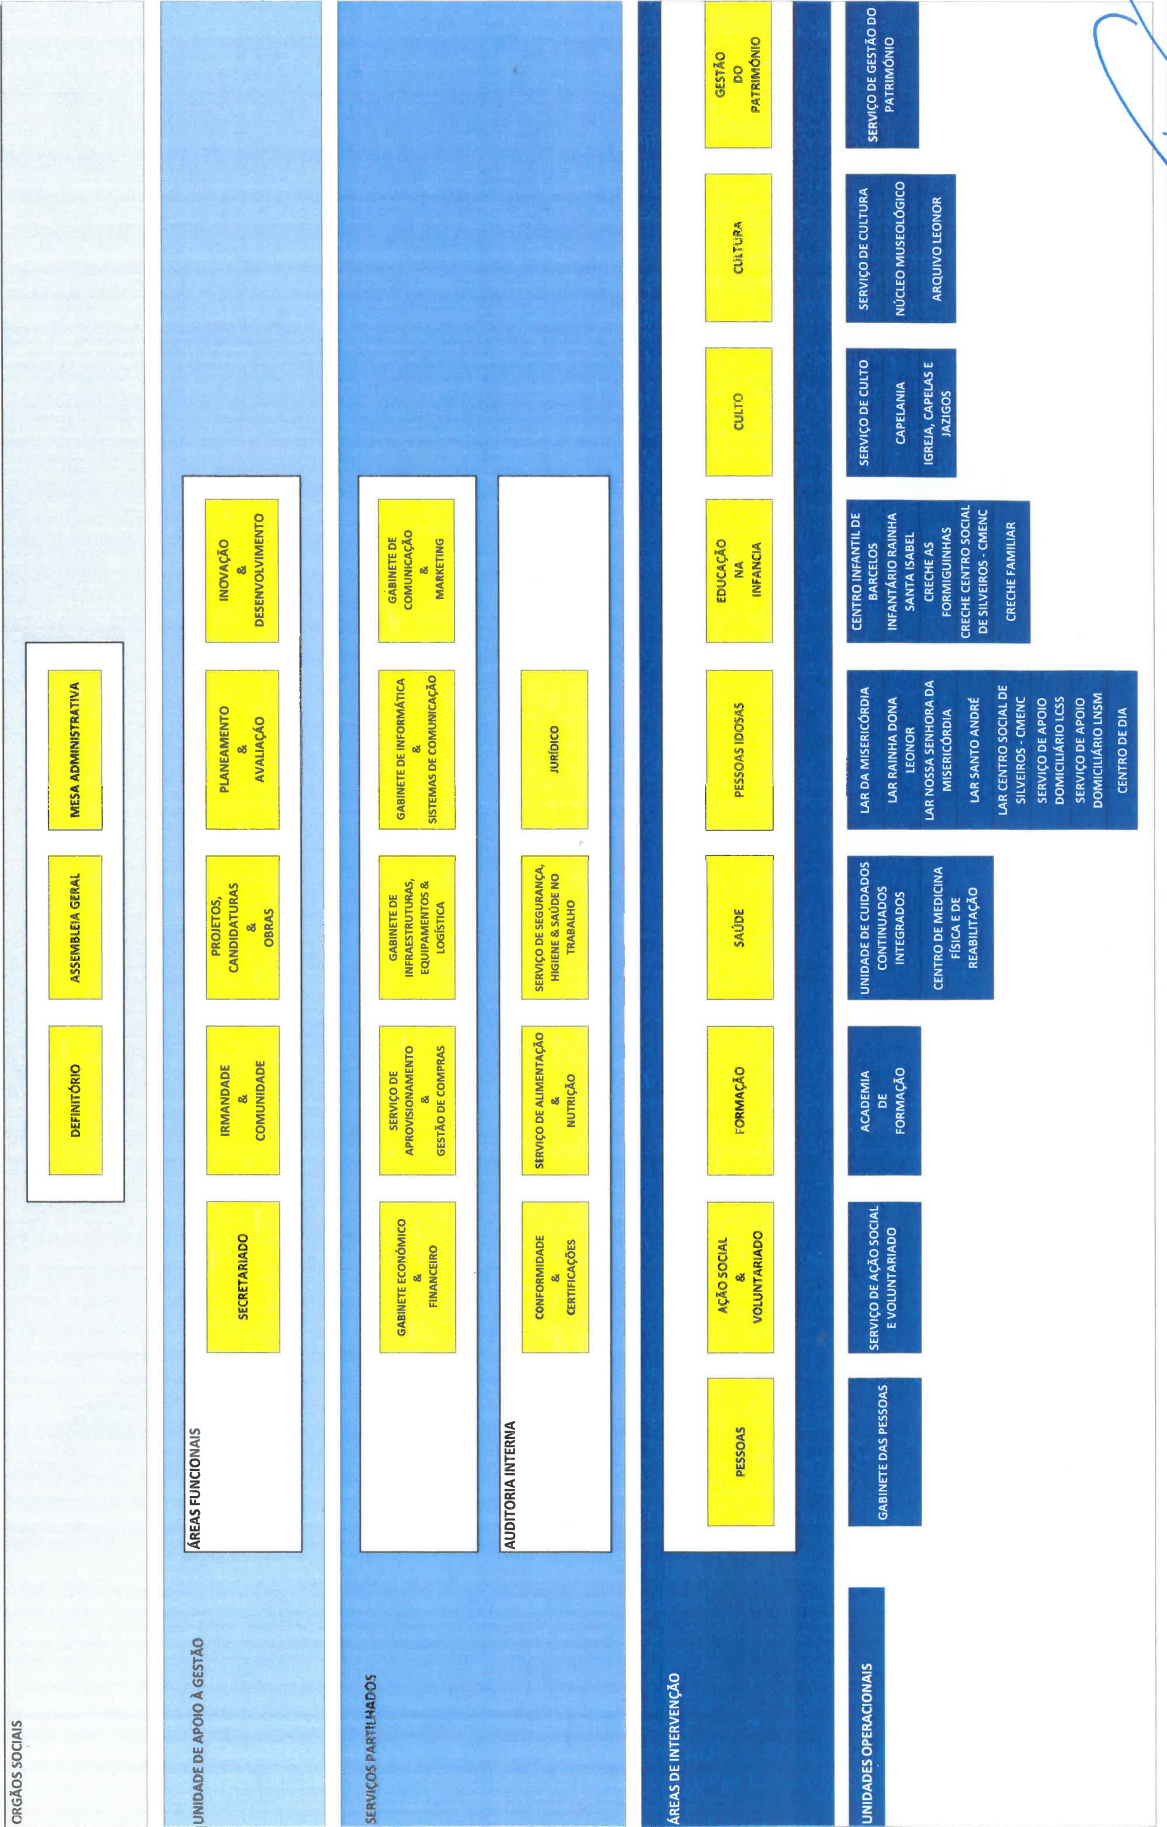 ORGÃOS SOCIAIS
DEFINITÓRIO
ASSEMBLEIA GERAL
MESA ADMINISTRATIVA
UNIDADE DE APOIO À GESTÃO
ÁREAS FUNCIONAIS
SECRETARIADO
IRMANDADE
&
COMUNIDADE
PROJETOS,
CANDIDATURAS
&
OBRAS
PLANEAMENTO
&
AVALIAÇÃO
INOVAÇÃO
&
DESENVOLVIMENTO
SERVIÇOS PARTILHADOS
GABINETE ECONÓMICO
&
FINANCEIRO
SERVIÇO DE
APROVISIONAMENTO
&
GESTÃO DE COMPRAS
GABINETE DE
INFRAESTRUTURAS,
EQUIPAMENTOS &
LOGÍSTICA
GABINETE DE INFORMÁTICA
&
SISTEMAS DE COMUNICAÇÃO
GABINETE DE
COMUNICAÇÃO
&
MARKETING
AUDITORIA INTERNA
CONFORMIDADE
&
CERTIFICAÇÕES
SERVIÇO DE ALIMENTAÇÃO
&
NUTRIÇÃO
SERVIÇO DE SEGURANÇA,
HIGIENE & SAÚDE NO
TRABALHO
JURÍDICO
ÁREAS DE INTERVENÇÃO
PESSOAS
AÇÃO SOCIAL
&
VOLUNTARIADO
FORMAÇÃO
SAÚDE
PESSOAS IDOSAS
EDUCAÇÃO
NA
INFANCIA
CULTO
CULTURA
GESTÃO
DO
PATRIMÓNIO
UNIDADES OPERACIONAIS
GABINETE DAS PESSOAS
SERVIÇO DE AÇÃO SOCIAL
E VOLUNTARIADO
ACADEMIA
DE
FORMAÇÃO
UNIDADE DE CUIDADOS
CONTINUADOS
INTEGRADOS
CENTRO DE MEDICINA
FÍSICA E DE
REABILITAÇÃO
LAR DA MISERICÓRDIA
LAR RAINHA DONA
LEONOR
LAR NOSSA SENHORA DA
MISERICÓRDIA
LAR SANTO ANDRÉ
LAR CENTRO SOCIAL DE
SILVEIROS - CMENC
SERVIÇO DE APOIO
DOMICILIÁRIO LCSS
SERVIÇO DE APOIO
DOMICILIÁRIO LNSM
CENTRO DE DIA
CENTRO INFANTIL DE
BARCELOS
INFANTÁRIO RAINHA
SANTA ISABEL
CRECHE AS
FORMIGUINHAS
CRECHE CENTRO SOCIAL
DE SILVEIROS - CMENC
CRECHE FAMILIAR
SERVIÇO DE CULTO
CAPELANIA
IGREJA, CAPELAS E
JAZIGOS
SERVIÇO DE CULTURA
NÚCLEO MUSEOLÓGICO
ARQUIVO LEONOR
SERVIÇO DE GESTÃO DO
PATRIMÓNIO